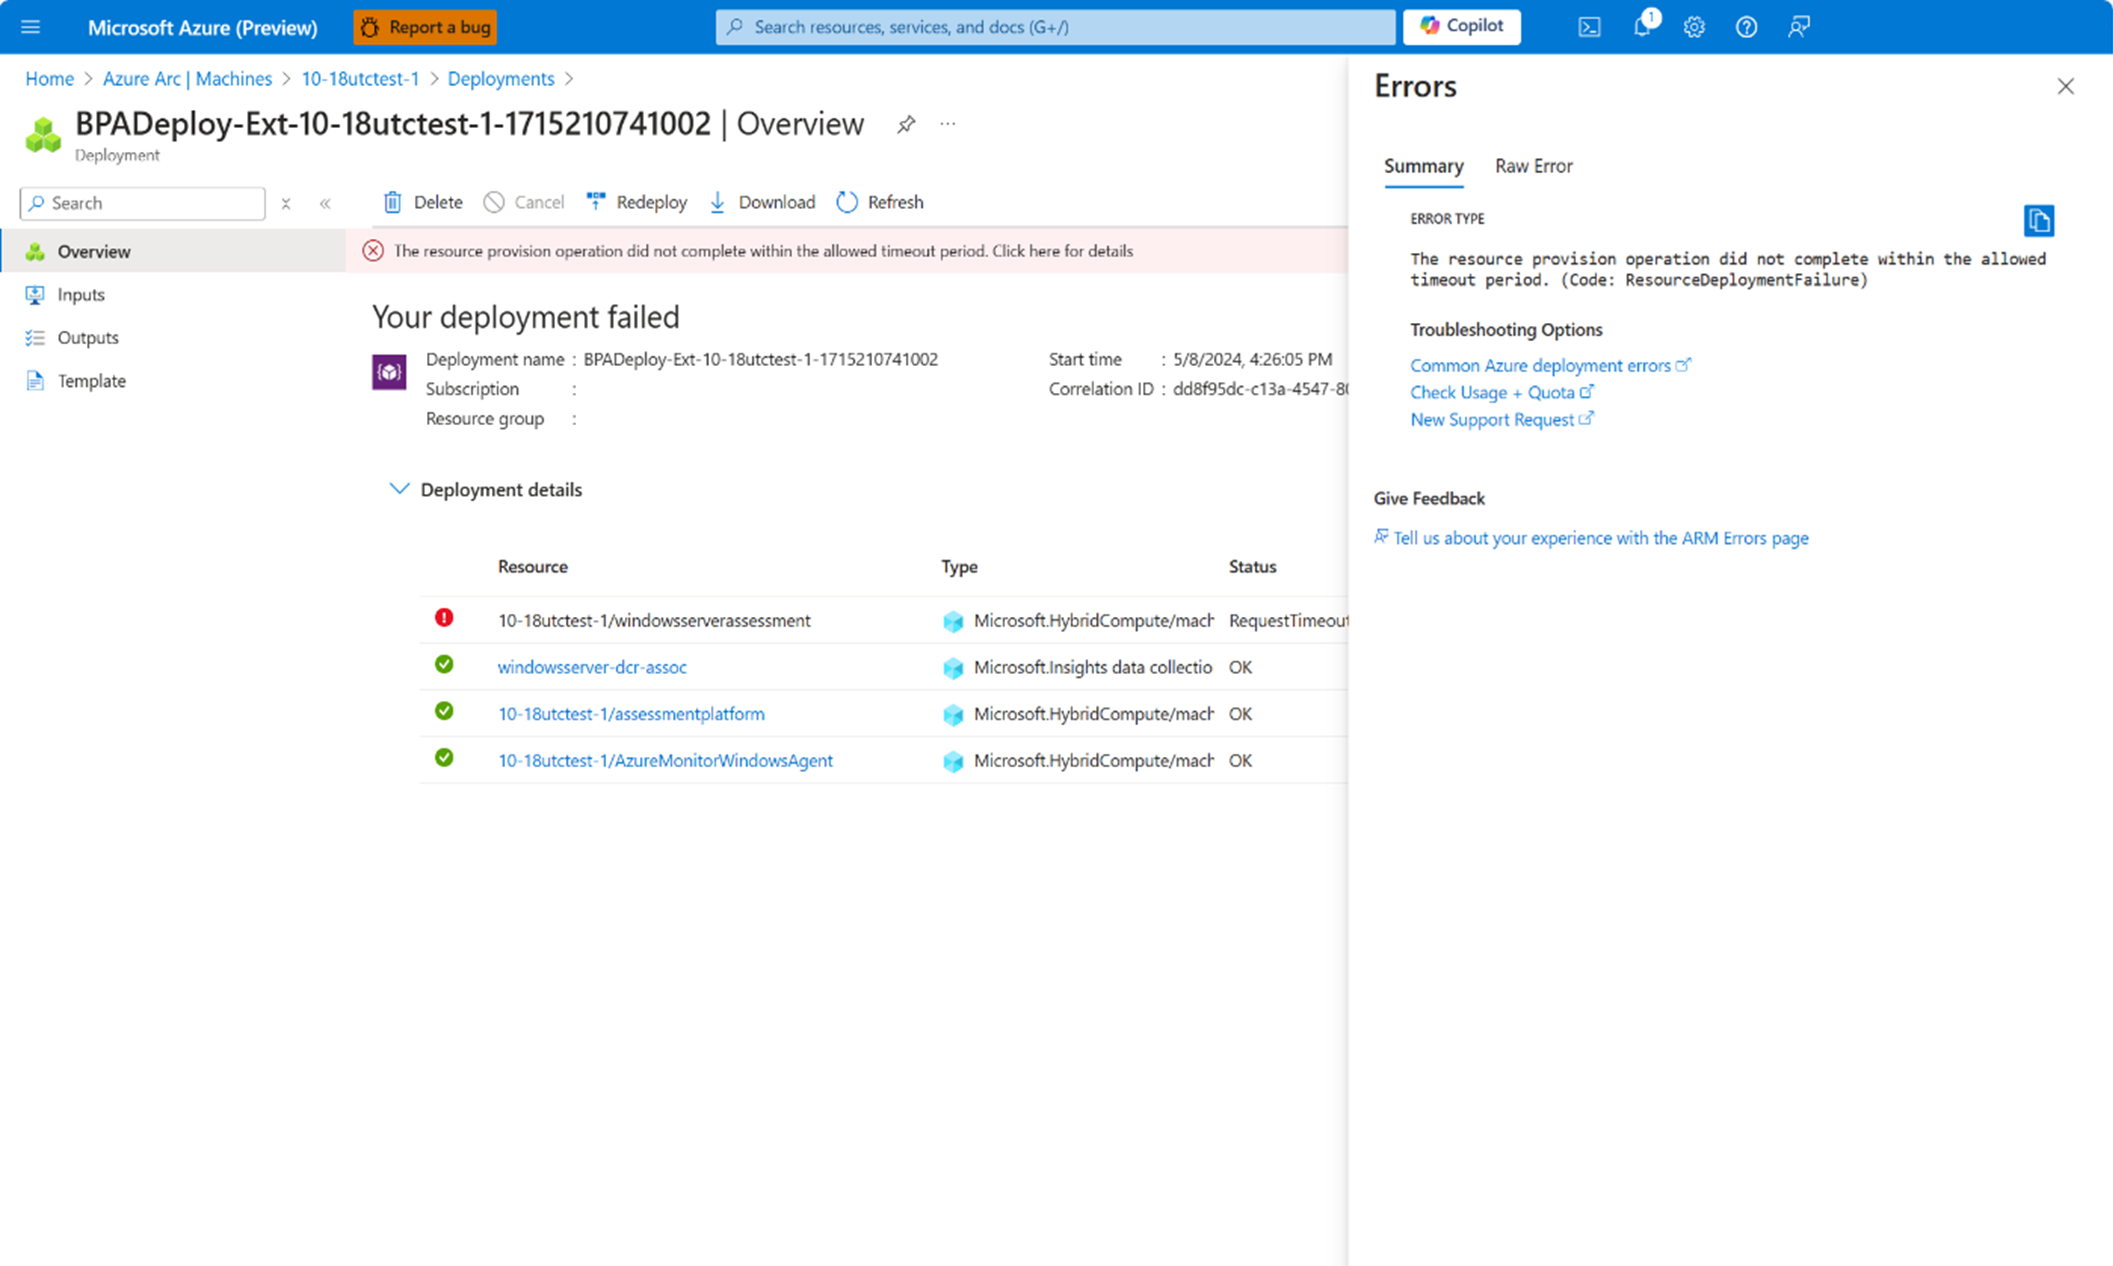 Microsoft Azure (Preview)
Report a bug
Search resources, services, and docs (G+/)
Copilot
1
Home > Azure Arc | Machines > 10-18utctest-1 > Deployments >
BPADeploy-Ext-10-18utctest-1-1715210741002 | Overview
Deployment
Search
Delete
Cancel
Redeploy
Download
Refresh
Overview
Inputs
Outputs
Template
The resource provision operation did not complete within the allowed timeout period. Click here for details
Your deployment failed
Deployment name : BPADeploy-Ext-10-18utctest-1-1715210741002
Subscription :
Resource group :
Start time : 5/8/2024, 4:26:05 PM
Correlation ID : dd8f95dc-c13a-4547-80
Deployment details
Resource Type Status
10-18utctest-1/windowsserverassessment Microsoft.HybridCompute/mach RequestTimeout
windowsserver-dcr-assoc Microsoft.Insights data collectio OK
10-18utctest-1/assessmentplatform Microsoft.HybridCompute/mach OK
10-18utctest-1/AzureMonitorWindowsAgent Microsoft.HybridCompute/mach OK
Errors
Summary
Raw Error
ERROR TYPE
The resource provision operation did not complete within the allowed
timeout period. (Code: ResourceDeploymentFailure)
Troubleshooting Options
Common Azure deployment errors
Check Usage + Quota
New Support Request
Give Feedback
Tell us about your experience with the ARM Errors page